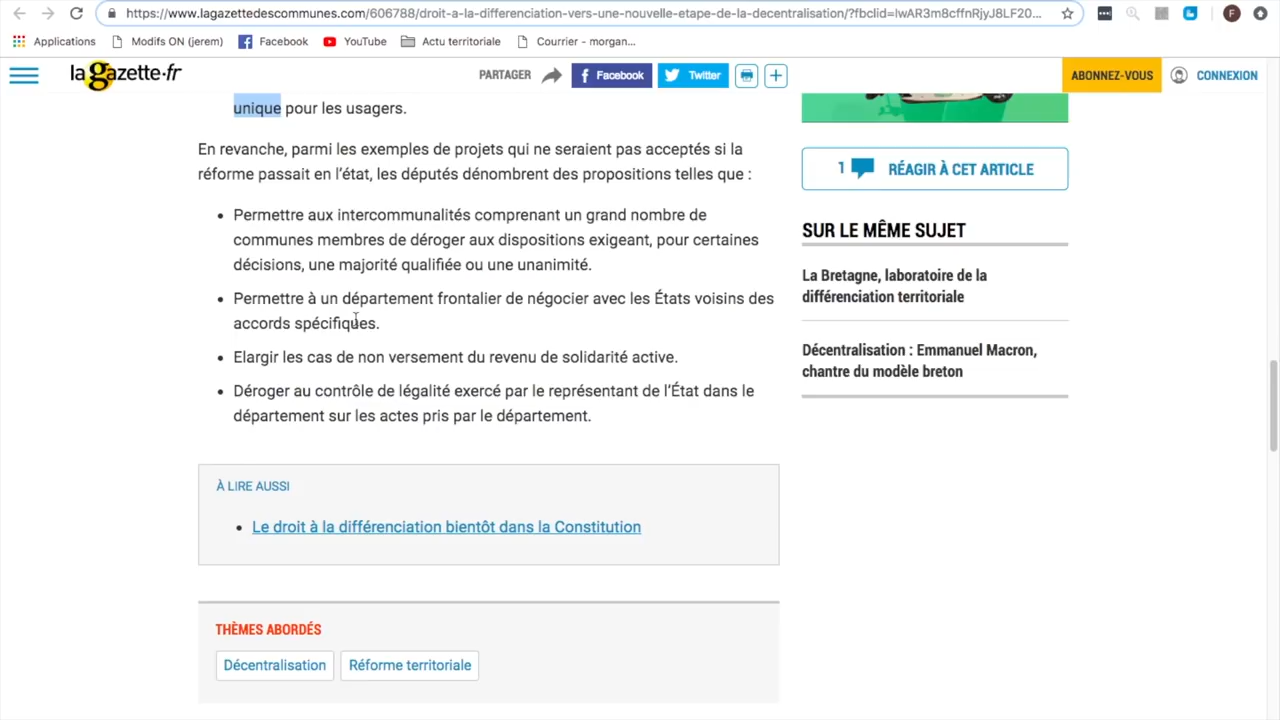 https://www.lagazettedescommunes.com/606788/droit-a-la-differenciation-vers-une-nouvelle-etape-de-la-decentralisation/?fbclid=IwAR3m8cffnRjyJ8LF20...
F
Applications
Modifs ON (jerem)
Facebook
YouTube
Actu territoriale
Courrier - morgan...
la gazette·fr
PARTAGER
Facebook
Twitter
ABONNEZ-VOUS
CONNEXION
unique pour les usagers.
En revanche, parmi les exemples de projets qui ne seraient pas acceptés si la
réforme passait en l'état, les députés dénombrent des propositions telles que :
• Permettre aux intercommunalités comprenant un grand nombre de
communes membres de déroger aux dispositions exigeant, pour certaines
décisions, une majorité qualifiée ou une unanimité.
• Permettre à un département frontalier de négocier avec les États voisins des
accords spécifiques.
• Elargir les cas de non versement du revenu de solidarité active.
• Déroger au contrôle de légalité exercé par le représentant de l'État dans le
département sur les actes pris par le département.
À LIRE AUSSI
• Le droit à la différenciation bientôt dans la Constitution
THÈMES ABORDÉS
Décentralisation
Réforme territoriale
1 RÉAGIR À CET ARTICLE
SUR LE MÊME SUJET
La Bretagne, laboratoire de la
différenciation territoriale
Décentralisation : Emmanuel Macron,
chantre du modèle breton